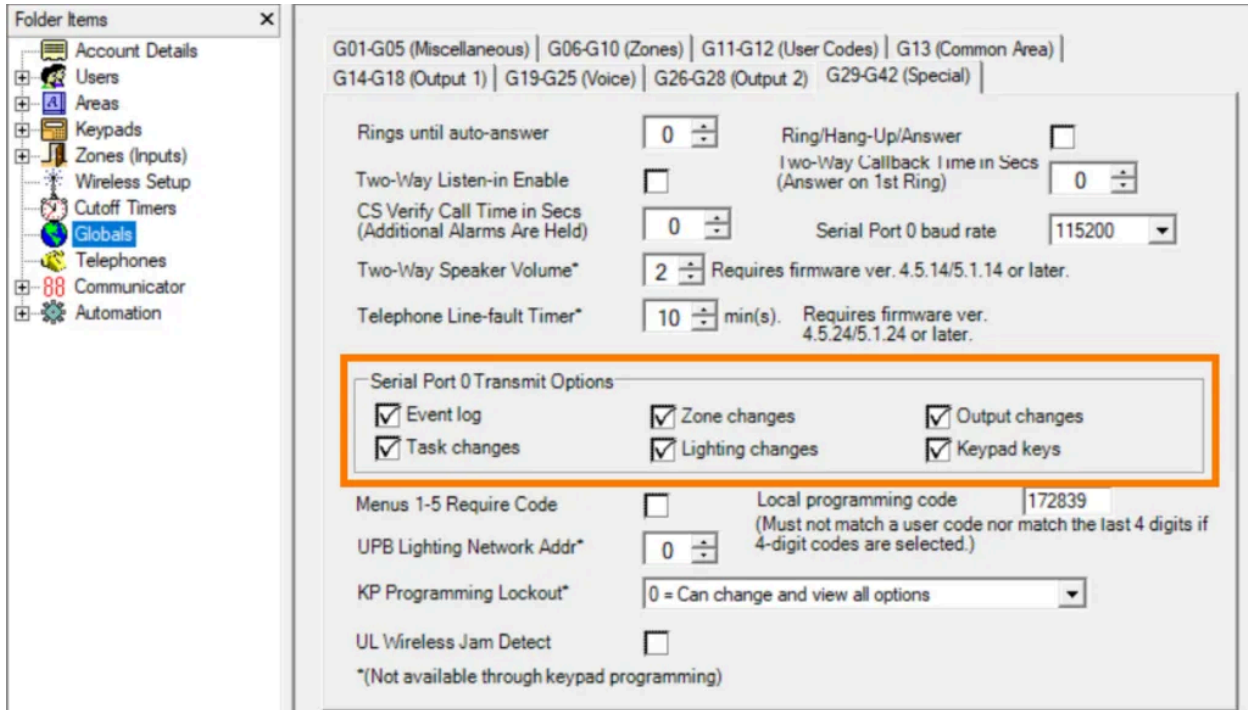 Folder Items
Account Details
Users
Areas
Keypads
Zones (Inputs)
Wireless Setup
Cutoff Timers
Globals
Telephones
88 Communicator
Automation
G01-G05 (Miscellaneous) G06-G10 (Zones) G11-G12 (User Codes) G13 (Common Area)
G14-G18 (Output 1) G19-G25 (Voice) G26-G28 (Output 2) G29-G42 (Special)
Rings until auto-answer 0 Ring/Hang-Up/Answer
Two-Way Listen-in Enable
Two-Way Callback Time in Secs
(Answer on 1st Ring) 0
CS Verify Call Time in Secs
(Additional Alarms Are Held) 0 Serial Port 0 baud rate 115200
Two-Way Speaker Volume* 2 Requires firmware ver. 4.5.14/5.1.14 or later.
Telephone Line-fault Timer* 10 min(s). Requires firmware ver.
4.5.24/5.1.24 or later.
Serial Port 0 Transmit Options
Event log Zone changes Output changes
Task changes Lighting changes Keypad keys
Menus 1-5 Require Code Local programming code 172839
(Must not match a user code nor match the last 4 digits if
4-digit codes are selected.)
UPB Lighting Network Addr* 0
KP Programming Lockout* 0 = Can change and view all options
UL Wireless Jam Detect
*(Not available through keypad programming)